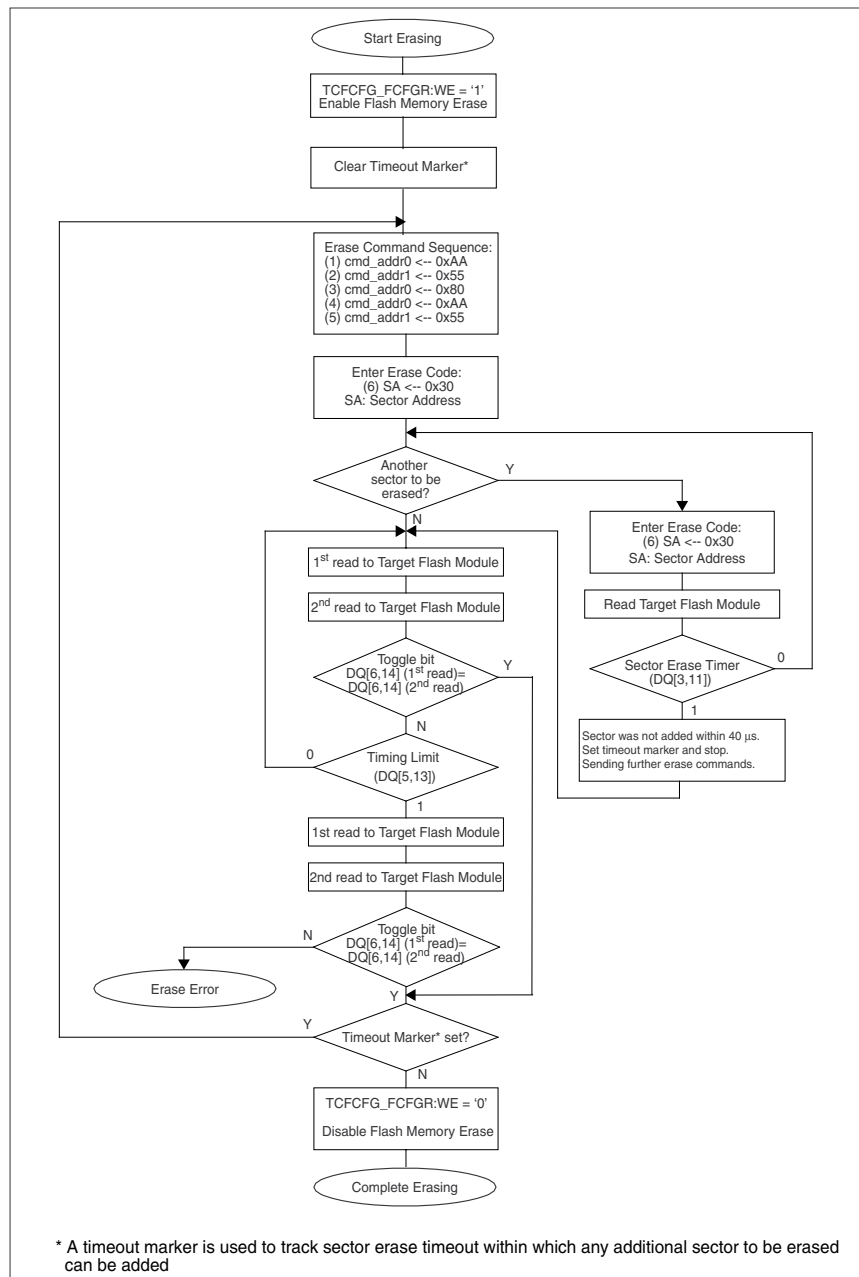 Start Erasing
TCFCFG_FCFGR:WE = ‘1’
Enable Flash Memory Erase
Clear Timeout Marker*
Erase Command Sequence:
(1) cmd_addr0 <-- 0xAA
(2) cmd_addr1 <-- 0x55
(3) cmd_addr0 <-- 0x80
(4) cmd_addr0 <-- 0xAA
(5) cmd_addr1 <-- 0x55
Enter Erase Code:
(6) SA <-- 0x30
SA: Sector Address
Another
sector to be
erased?
Y
N
Enter Erase Code:
(6) SA <-- 0x30
SA: Sector Address
Read Target Flash Module
Sector Erase Timer
(DQ[3,11])
0
1
Sector was not added within 40 µs.
Set timeout marker and stop.
Sending further erase commands.
1st read to Target Flash Module
2nd read to Target Flash Module
Toggle bit
DQ[6,14] (1st read)=
DQ[6,14] (2nd read)
Y
N
Timing Limit
(DQ[5,13])
0
1
1st read to Target Flash Module
2nd read to Target Flash Module
Toggle bit
DQ[6,14] (1st read)=
DQ[6,14] (2nd read)
N
Erase Error
Y
Timeout Marker* set?
Y
N
TCFCFG_FCFGR:WE = ‘0’
Disable Flash Memory Erase
Complete Erasing
* A timeout marker is used to track sector erase timeout within which any additional sector to be erased
can be added